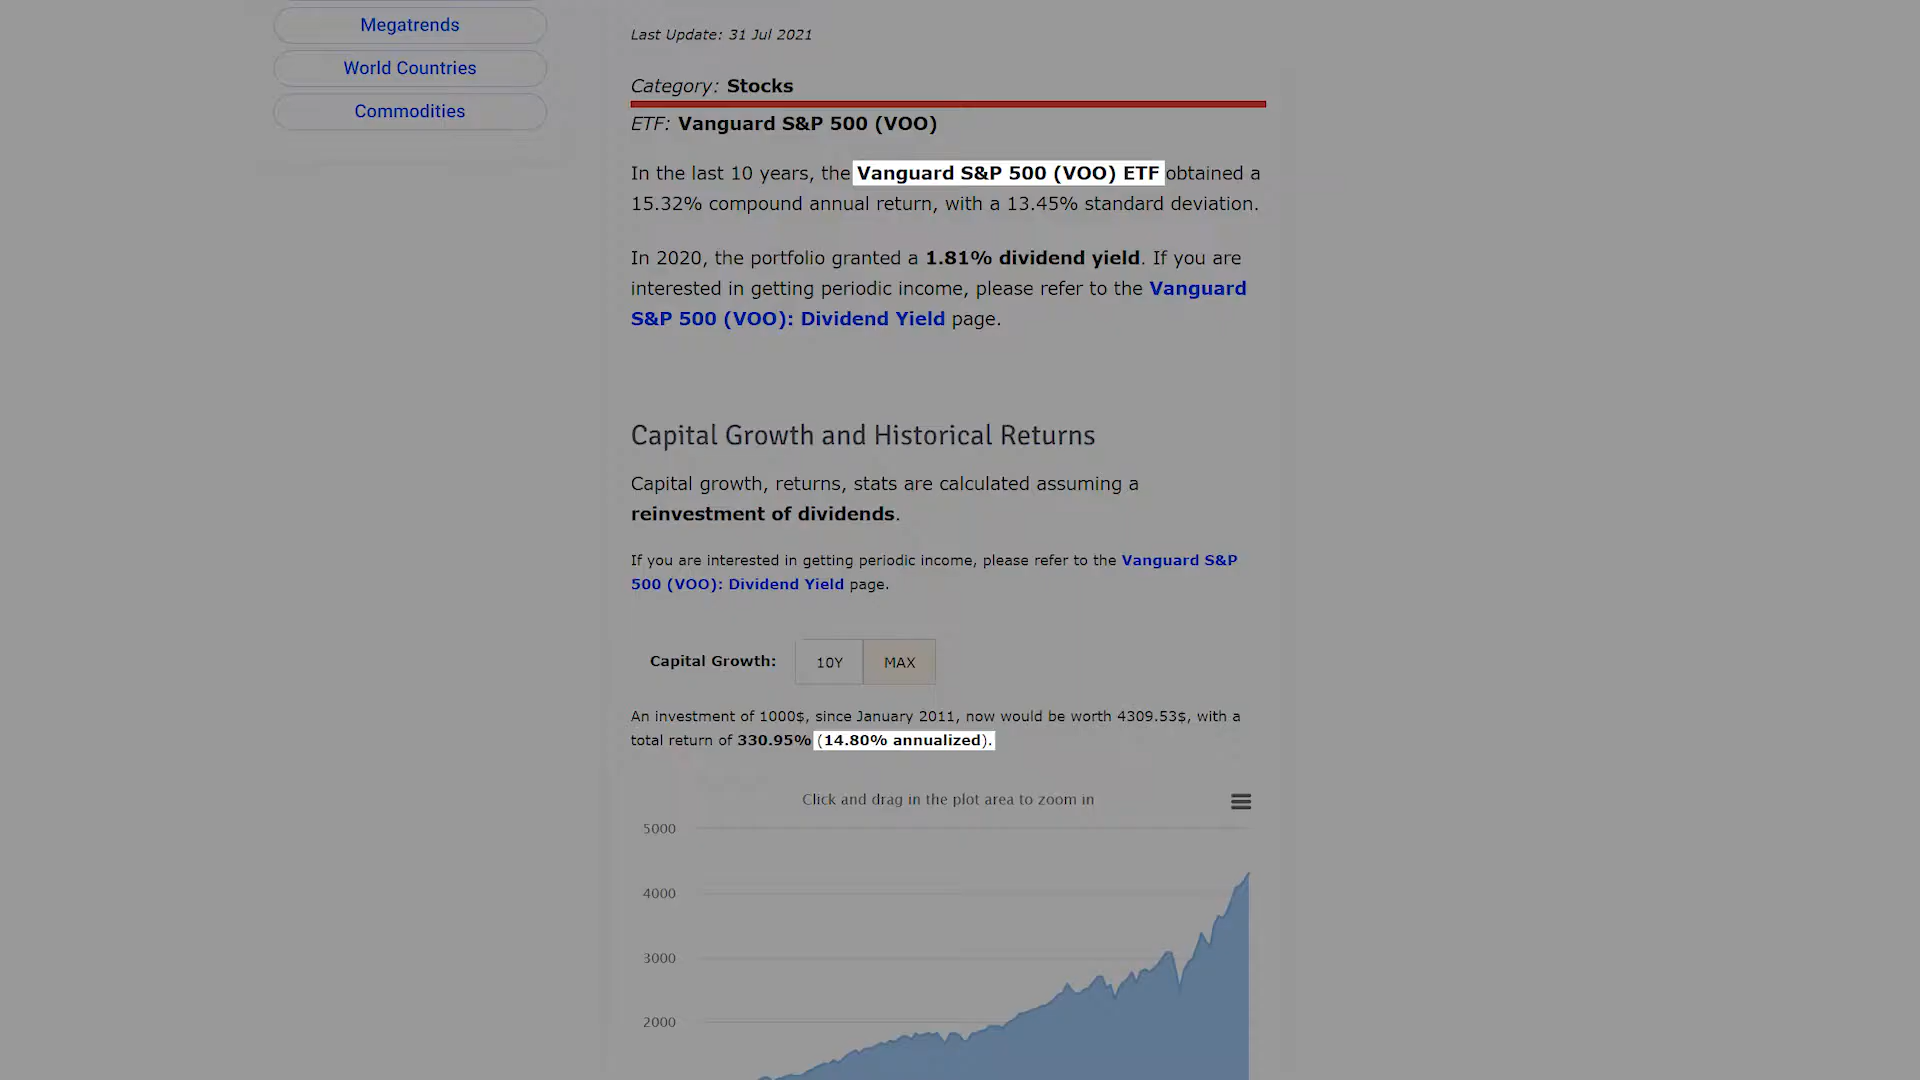 Megatrends
World Countries
Commodities
Last Update: 31 Jul 2021
Category: Stocks
ETF: Vanguard S&P 500 (VOO)
In the last 10 years, the Vanguard S&P 500 (VOO) ETF obtained a
15.32% compound annual return, with a 13.45% standard deviation.
In 2020, the portfolio granted a 1.81% dividend yield. If you are
interested in getting periodic income, please refer to the Vanguard
S&P 500 (VOO): Dividend Yield page.
Capital Growth and Historical Returns
Capital growth, returns, stats are calculated assuming a
reinvestment of dividends.
If you are interested in getting periodic income, please refer to the Vanguard S&P
500 (VOO): Dividend Yield page.
Capital Growth: 10Y MAX
An investment of 1000$, since January 2011, now would be worth 4309.53$, with a
total return of 330.95% (14.80% annualized).
Click and drag in the plot area to zoom in
5000
4000
3000
2000